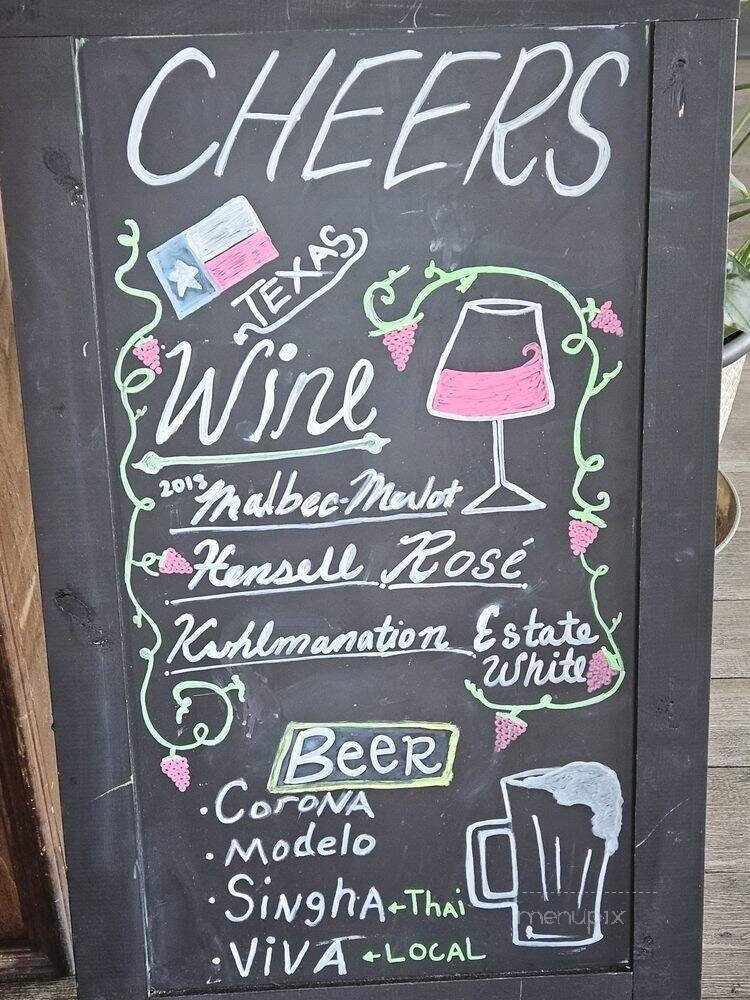 CHEERS
TEXAS
Wine
2013 Malbec-Merlot
Hensell Rosé
Kuhlmanation Estate
White
Beer
• CORONA
• Modelo
• SINghA ← Thai
• ViVA ← LOCAL
menupix